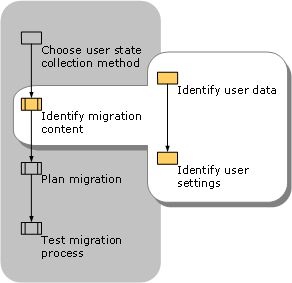 Choose user state
collection method
Identify migration
content
Plan migration
Test migration
process
Identify user data
Identify user
settings